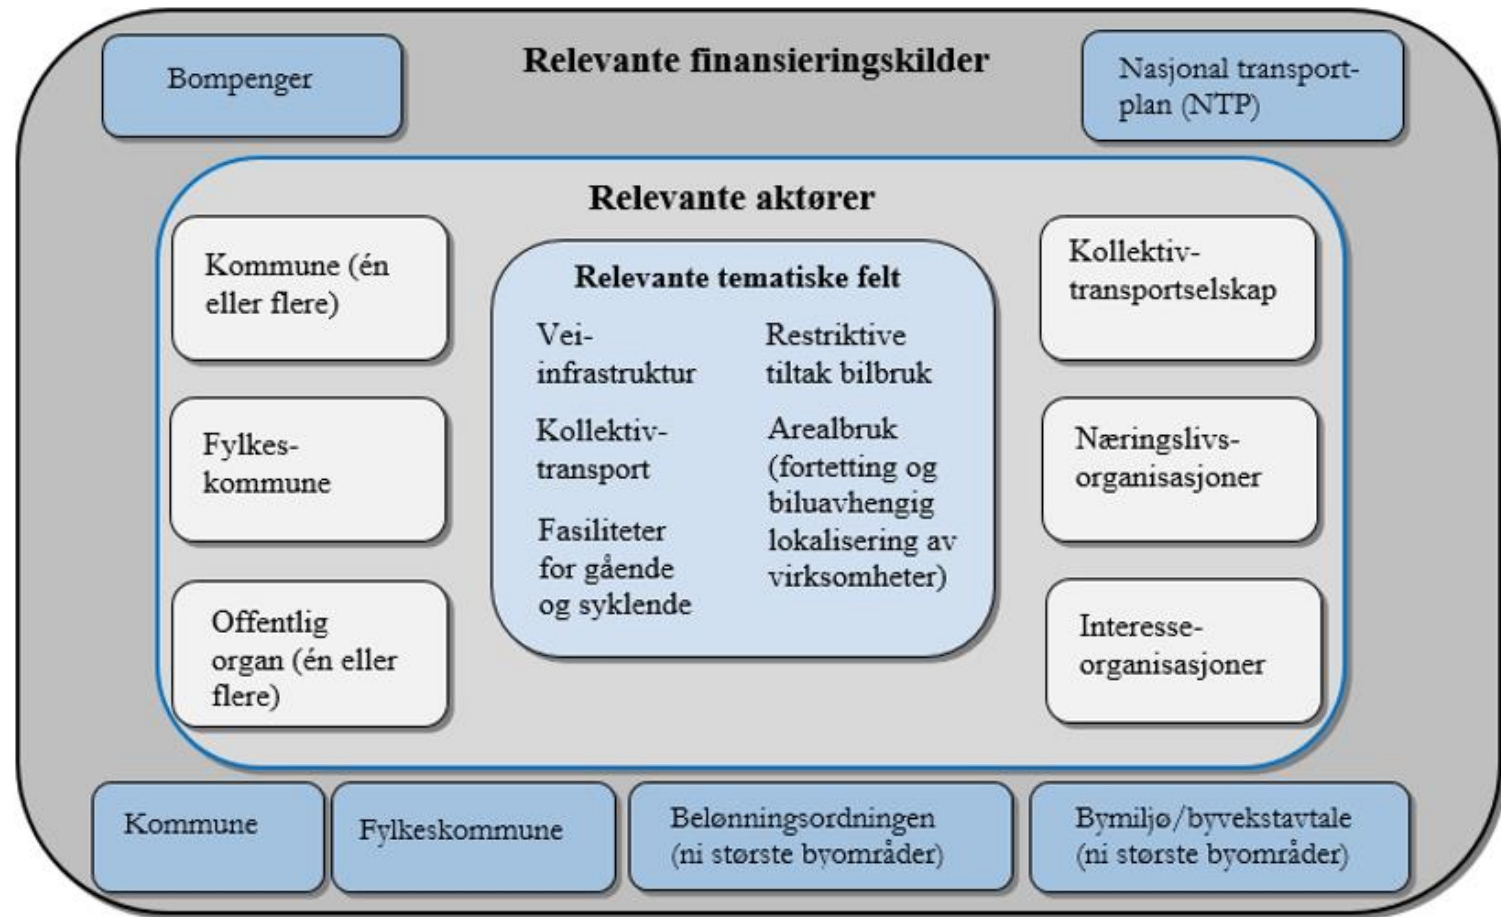 Relevante finansieringskilder
Bompenger
Nasjonal transport-
plan (NTP)
Relevante aktører
Kommune (én
eller flere)
Fylkes-
kommune
Offentlig
organ (én eller
flere)
Relevante tematiske felt
Vei-
infrastruktur
Kollektiv-
transport
Fasiliteter
for gående
og syklende
Restriktive
tiltak bilbruk
Arealbruk
(fortetting og
biluavhengig
lokalisering av
virksomheter)
Kollektiv-
transportselskap
Næringslivs-
organisasjoner
Interesse-
organisasjoner
Kommune
Fylkeskommune
Belønningsordningen
(ni største byområder)
Bymiljø/byvekstavtale
(ni største byområder)